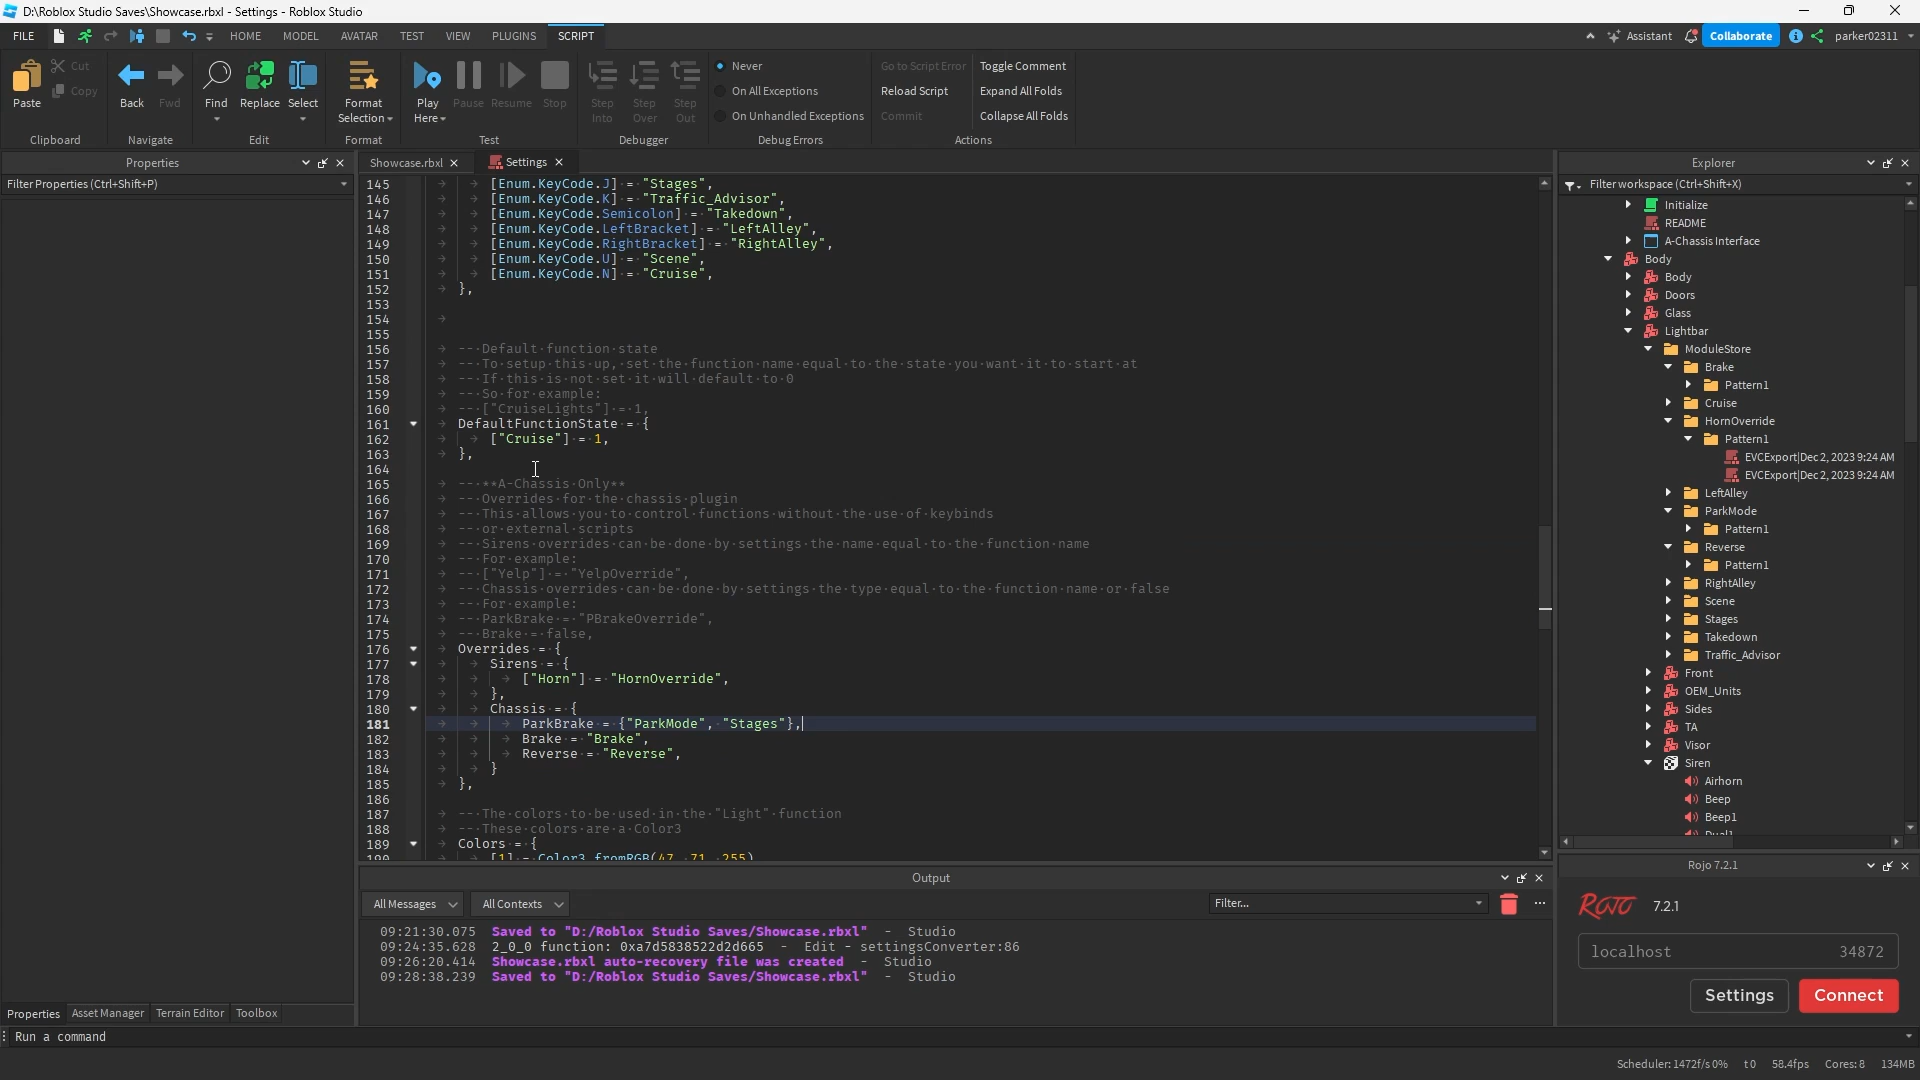 D:\Roblox Studio Saves\Showcase.rbxl - Settings - Roblox Studio
FILE HOME MODEL AVATAR TEST VIEW PLUGINS SCRIPT Assistant Collaborate parker02311
Paste Cut Copy Back Fwd Find Replace Select Format Selection Play Here Pause Resume Stop Step Into Step Over Step Out
Never
On All Exceptions
On Unhandled Exceptions
Go to Script Error
Reload Script
Commit
Toggle Comment
Expand All Folds
Collapse All Folds
Clipboard Navigate Edit Format Test Debugger Debug Errors Actions
Properties
Filter Properties (Ctrl+Shift+P)
Showcase.rbxl Settings
145 [Enum.KeyCode.J] = "Stages",
146 [Enum.KeyCode.K] = "Traffic_Advisor",
147 [Enum.KeyCode.Semicolon] = "Takedown",
148 [Enum.KeyCode.LeftBracket] = "LeftAlley",
149 [Enum.KeyCode.RightBracket] = "RightAlley",
150 [Enum.KeyCode.U] = "Scene",
151 [Enum.KeyCode.N] = "Cruise",
152 },
153
154
155
156 -- Default function state
157 -- To setup this up, set the function name equal to the state you want it to start at
158 -- If this is not set it will default to 0
159 -- So for example:
160 -- ["CruiseLights"] = 1,
161 DefaultFunctionState = {
162 ["Cruise"] = 1,
163 },
164
165 -- **A-Chassis Only**
166 -- Overrides for the chassis plugin
167 -- This allows you to control functions without the use of keybinds
168 -- or external scripts
169 -- Sirens overrides can be done by settings the name equal to the function name
170 -- For example:
171 -- ["Yelp"] = "YelpOverride",
172 -- Chassis overrides can be done by settings the type equal to the function name or false
173 -- For example:
174 -- ParkBrake = "PBrakeOverride",
175 -- Brake = false,
176 Overrides = {
177 Sirens = {
178 ["Horn"] = "HornOverride",
179 },
180 Chassis = {
181 ParkBrake = {"ParkMode", "Stages"},
182 Brake = "Brake",
183 Reverse = "Reverse",
184 }
185 },
186
187 -- The colors to be used in the "Light" function
188 -- These colors are a Color3
189 Colors = {
190 [1] = Color3.fromRGB(47, 71, 255)
Explorer
Filter workspace (Ctrl+Shift+X)
Initialize
README
A-Chassis Interface
Body
Body
Doors
Glass
Lightbar
ModuleStore
Brake
Pattern1
Cruise
HornOverride
Pattern1
EVCExport|Dec 2, 2023 9:24 AM
EVCExport|Dec 2, 2023 9:24 AM
LeftAlley
ParkMode
Pattern1
Reverse
Pattern1
RightAlley
Scene
Stages
Takedown
Traffic_Advisor
Front
OEM_Units
Sides
TA
Visor
Siren
Airhorn
Beep
Beep1
Dual1
Output
All Messages All Contexts Filter...
09:21:30.075 Saved to "D:/Roblox Studio Saves/Showcase.rbxl" - Studio
09:24:35.628 2_0_0 function: 0xa7d5838522d2d665 - Edit - settingsConverter:86
09:26:20.414 Showcase.rbxl auto-recovery file was created - Studio
09:28:38.239 Saved to "D:/Roblox Studio Saves/Showcase.rbxl" - Studio
Rojo 7.2.1
ROJO 7.2.1
localhost 34872
Settings Connect
Properties Asset Manager Terrain Editor Toolbox
Run a command
Scheduler: 1472f/s 0% t0 58.4fps Cores: 8 134MB